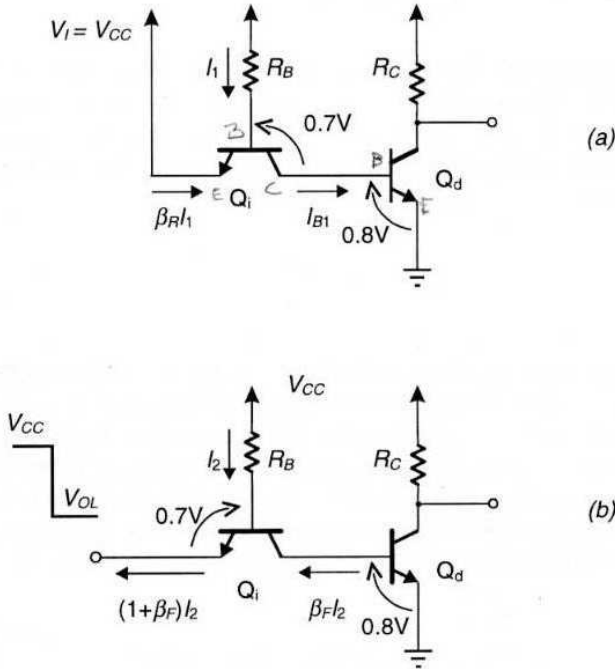 V_I = V_CC
I_1
R_B
R_C
0.7V
(a)
B
B
Q_d
E
Q_i
C
E
β_R I_1
I_B1
0.8V
V_CC
V_CC
I_2
R_B
R_C
V_OL
0.7V
(b)
Q_d
(1+β_F)I_2
Q_i
β_F I_2
0.8V